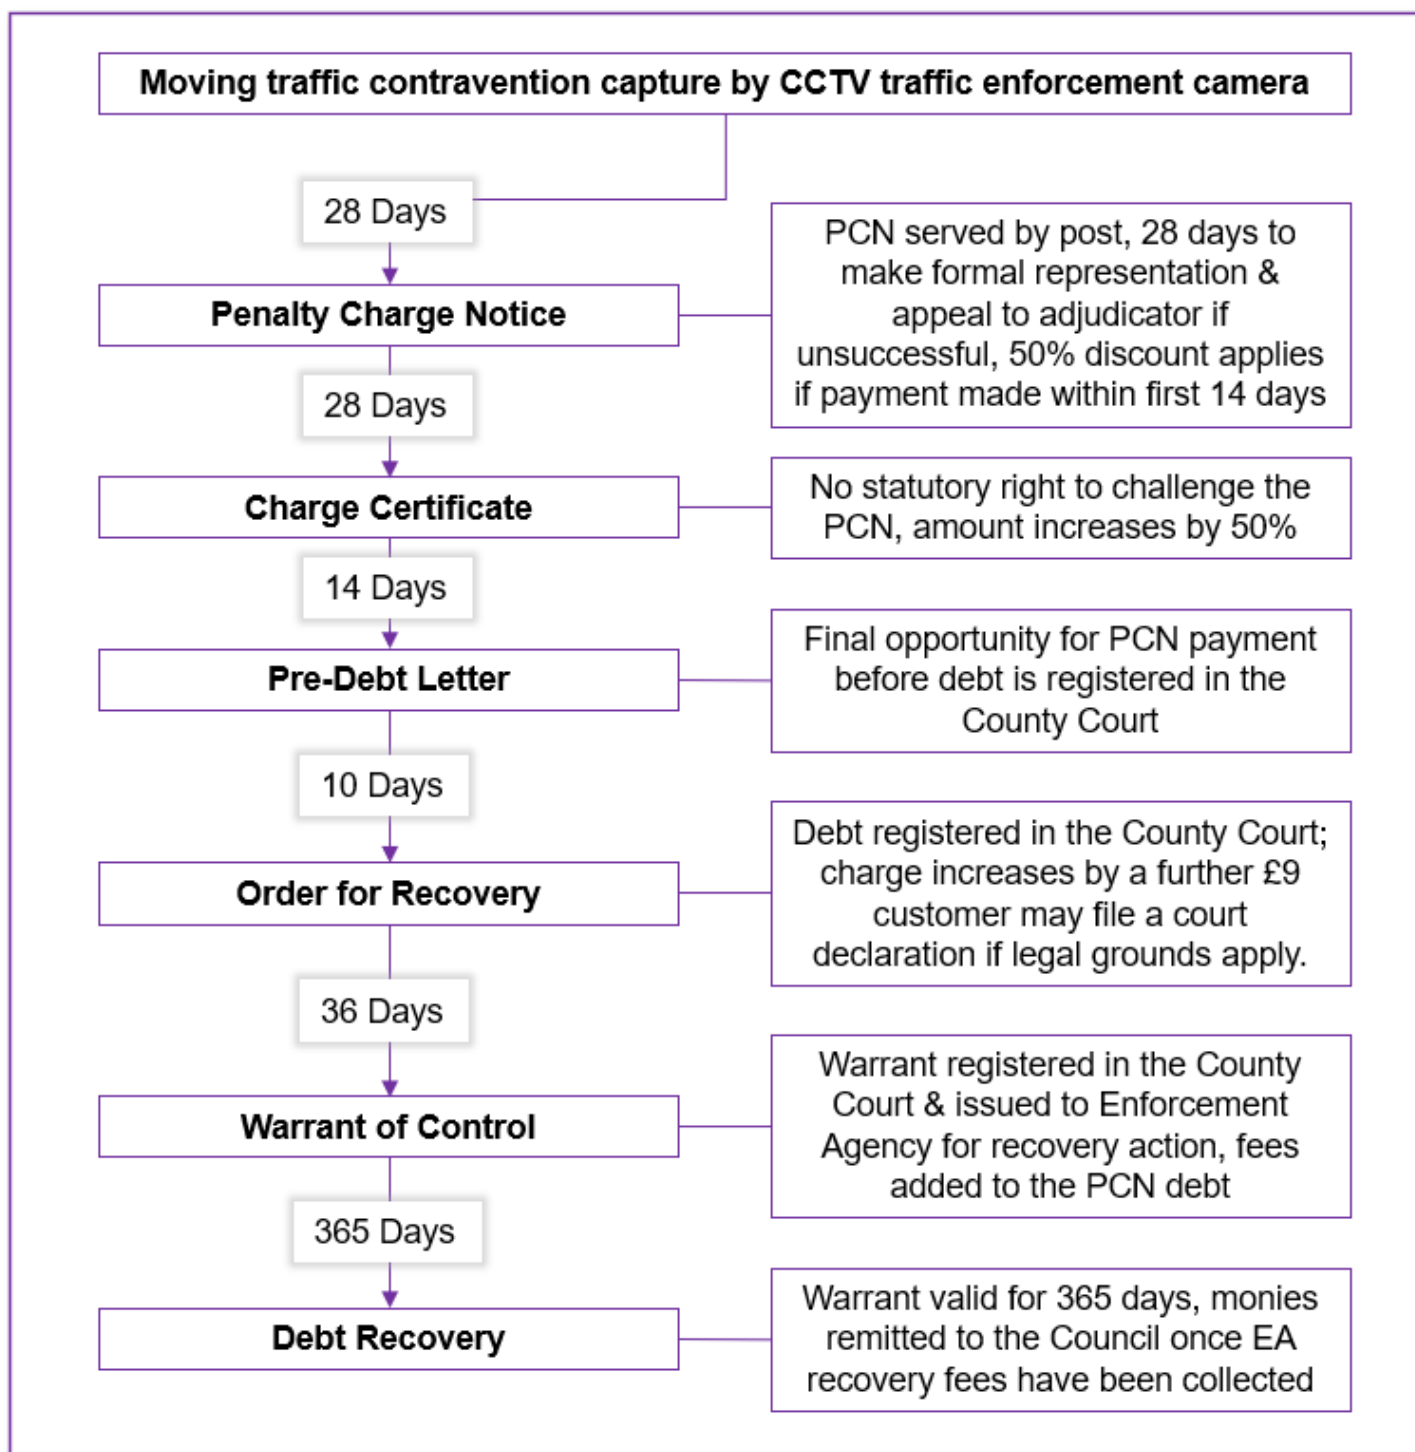 Moving traffic contravention capture by CCTV traffic enforcement camera
28 Days
Penalty Charge Notice
PCN served by post, 28 days to
make formal representation &
appeal to adjudicator if
unsuccessful, 50% discount applies
if payment made within first 14 days
28 Days
Charge Certificate
No statutory right to challenge the
PCN, amount increases by 50%
14 Days
Pre-Debt Letter
Final opportunity for PCN payment
before debt is registered in the
County Court
10 Days
Order for Recovery
Debt registered in the County Court;
charge increases by a further £9
customer may file a court
declaration if legal grounds apply.
36 Days
Warrant of Control
Warrant registered in the County
Court & issued to Enforcement
Agency for recovery action, fees
added to the PCN debt
365 Days
Debt Recovery
Warrant valid for 365 days, monies
remitted to the Council once EA
recovery fees have been collected